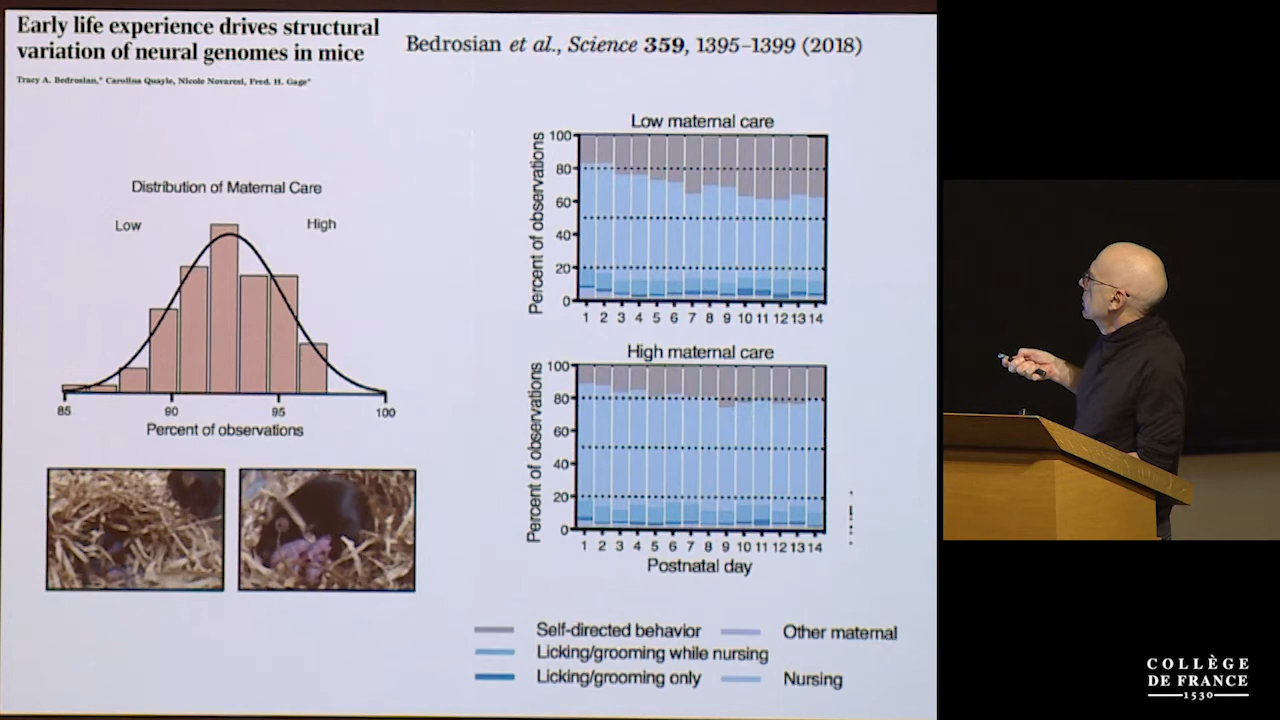 Early life experience drives structural
variation of neural genomes in mice
Tracy A. Bedrosian,* Carolina Quayle, Nicole Novaresi, Fred. H. Gage*
Bedrosian et al., Science 359, 1395–1399 (2018)
Distribution of Maternal Care
Low
High
85
90
95
100
Percent of observations
Low maternal care
Percent of observations
100
80
60
40
20
0
1 2 3 4 5 6 7 8 9 10 11 12 13 14
High maternal care
Percent of observations
100
80
60
40
20
0
1 2 3 4 5 6 7 8 9 10 11 12 13 14
Postnatal day
Self-directed behavior
Other maternal
Licking/grooming while nursing
Licking/grooming only
Nursing
COLLÈGE
DE FRANCE
1530